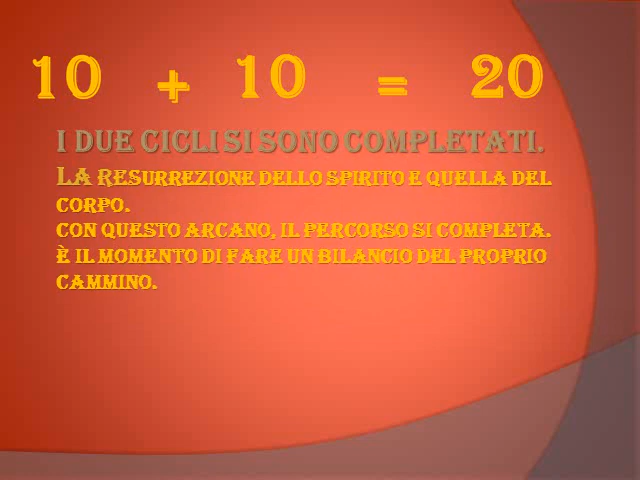 10 + 10 = 20
I DUE CICLI SI SONO COMPLETATI.
LA RESURREZIONE DELLO SPIRITO E QUELLA DEL
CORPO.
CON QUESTO ARCANO, IL PERCORSO SI COMPLETA.
È IL MOMENTO DI FARE UN BILANCIO DEL PROPRIO
CAMMINO.